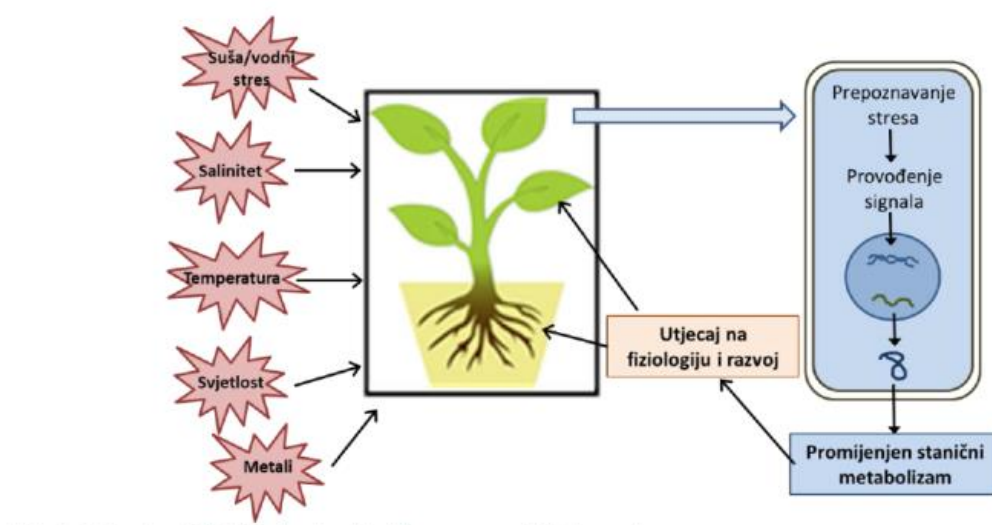 Suša/vodni
stres
Salinitet
Temperatura
Svjetlost
Metali
Prepoznavanje
stresa
Provođenje
signala
Utjecaj na
fiziologiju i razvoj
Promijenjen stanični
metabolizam